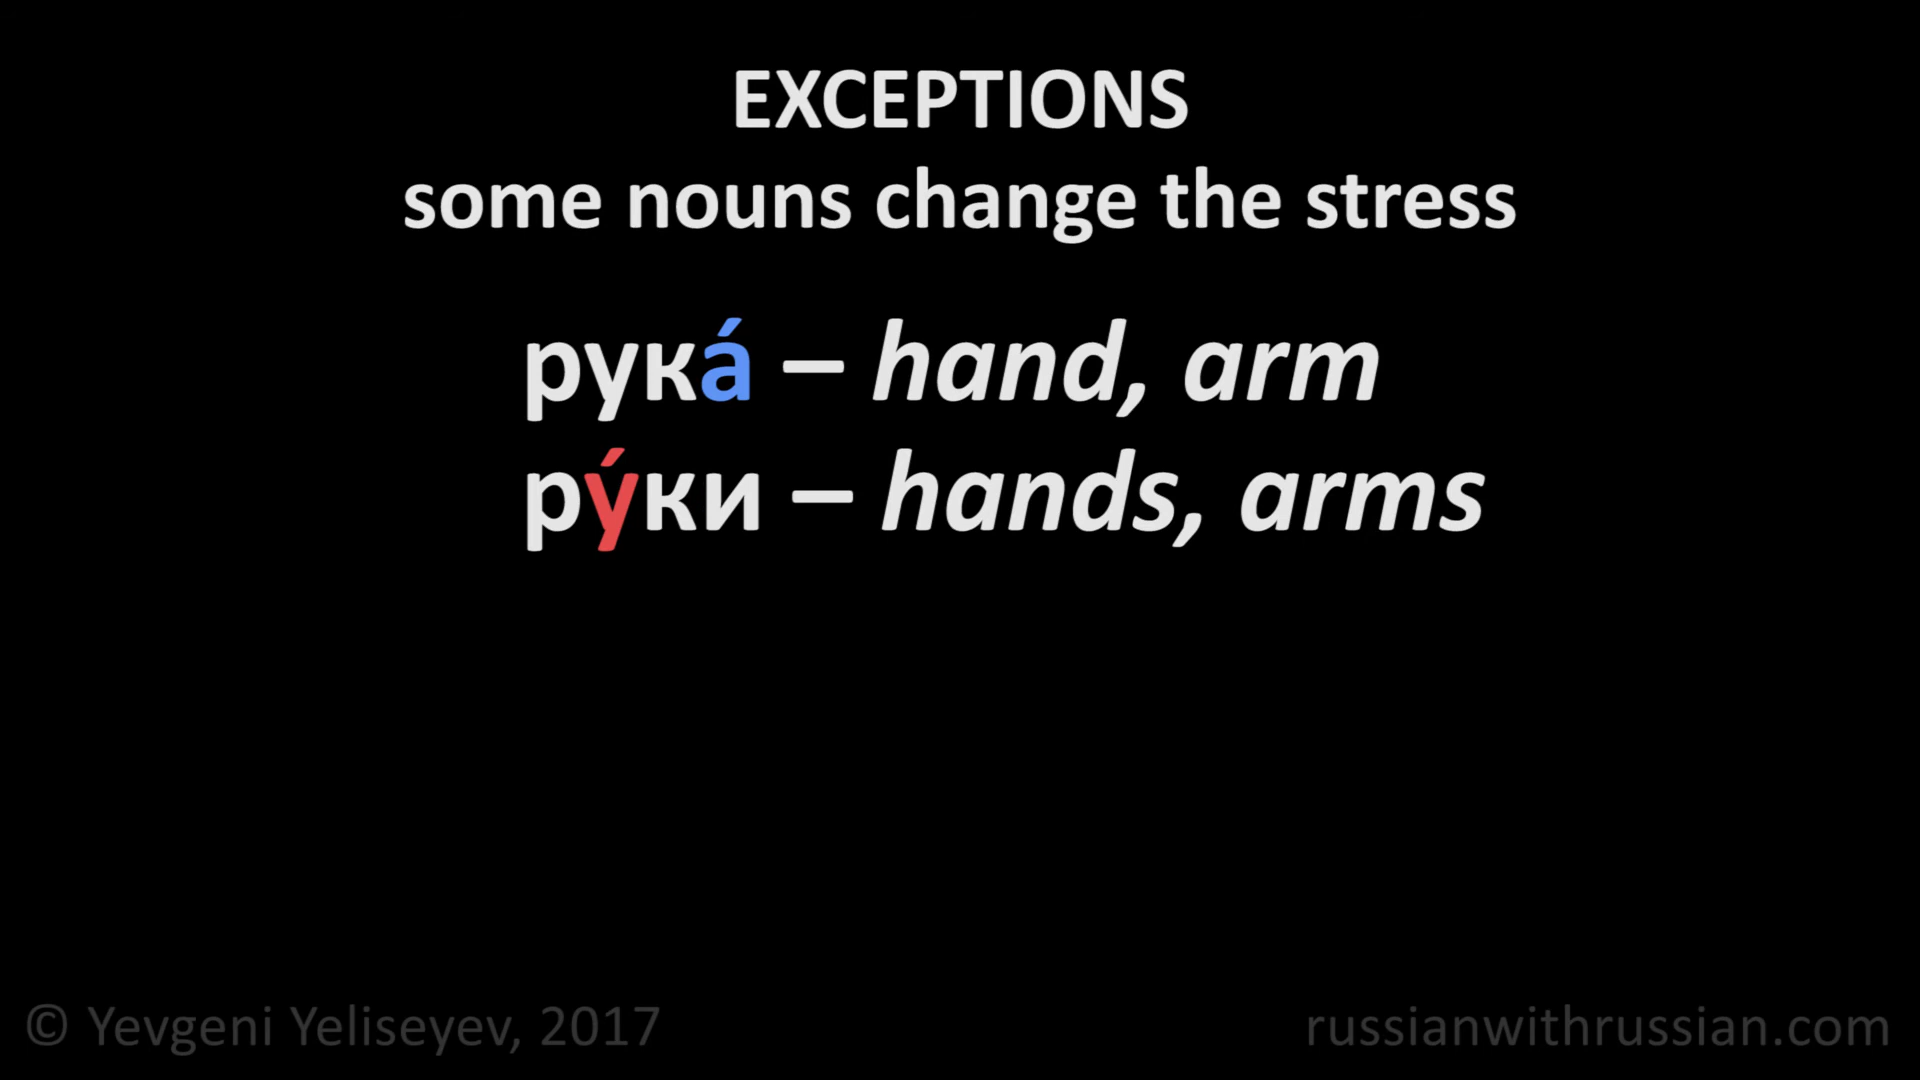 EXCEPTIONS
some nouns change the stress
рука́ – hand, arm
ру́ки – hands, arms
© Yevgeni Yeliseyev, 2017
russianwithrussian.com